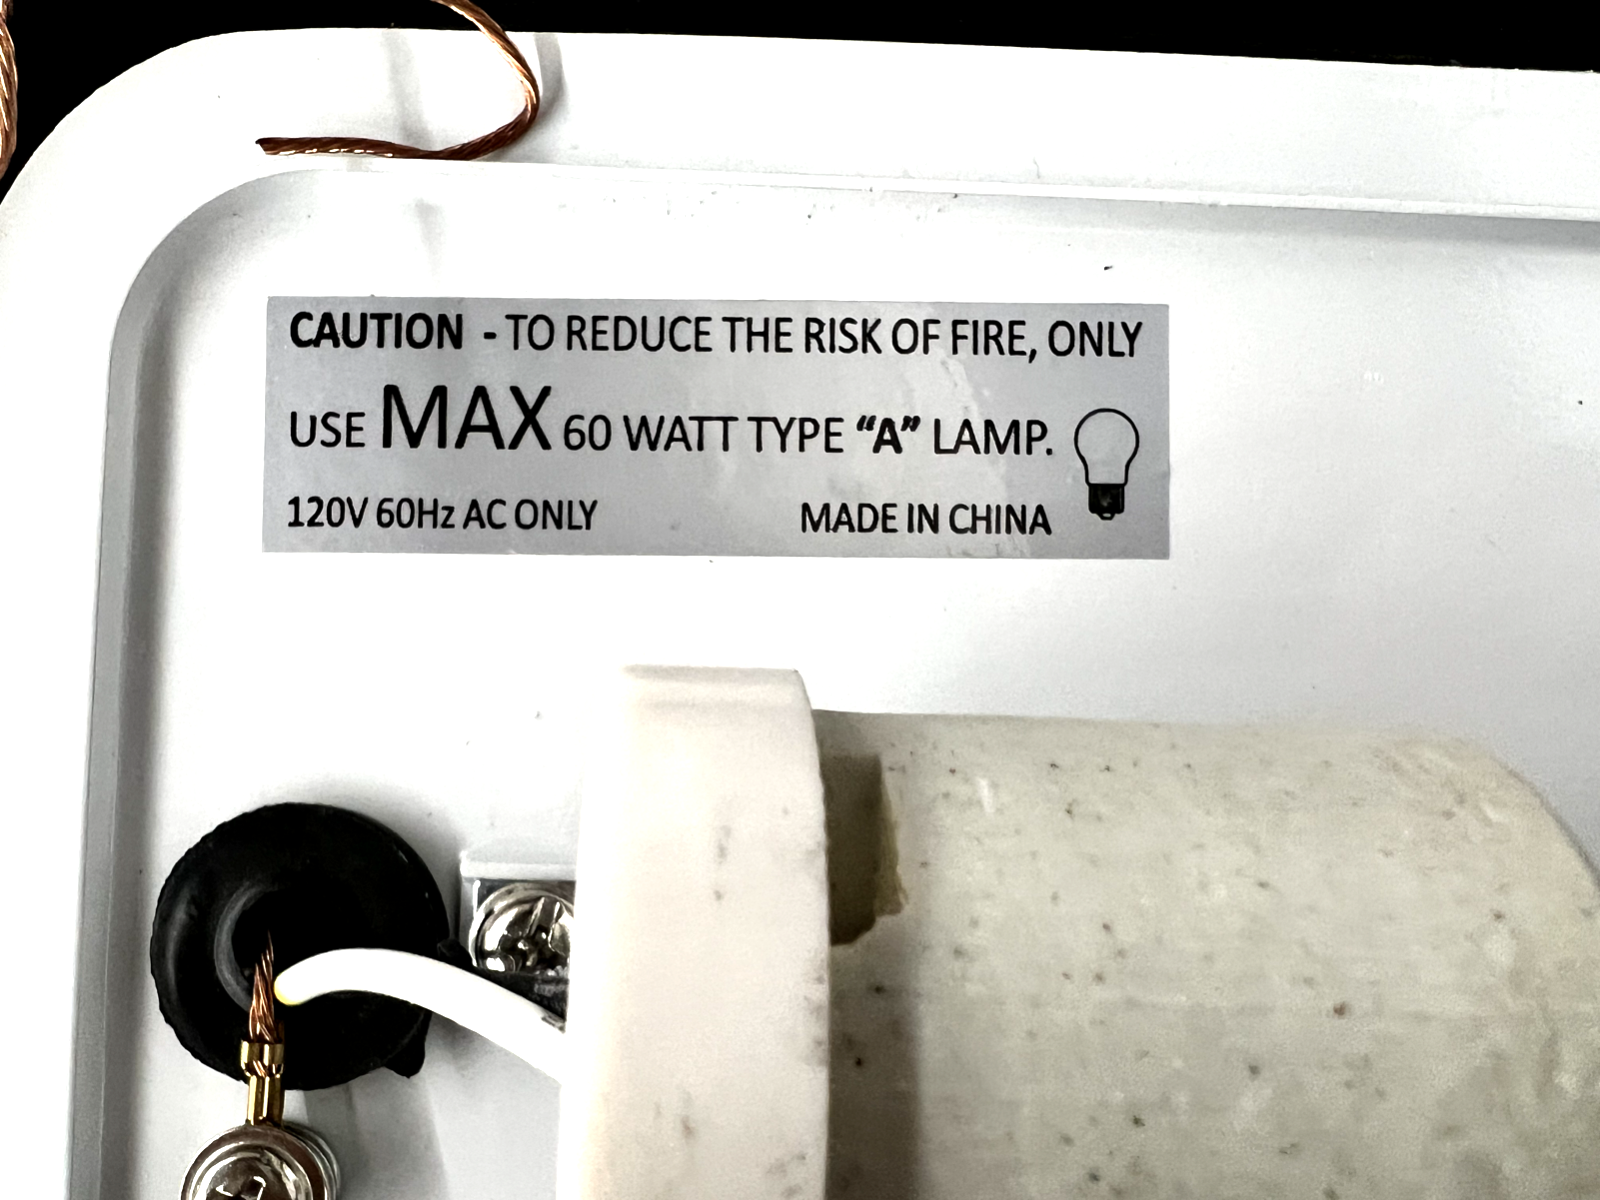 CAUTION - TO REDUCE THE RISK OF FIRE, ONLY
USE MAX 60 WATT TYPE “A” LAMP.
120V 60Hz AC ONLY MADE IN CHINA